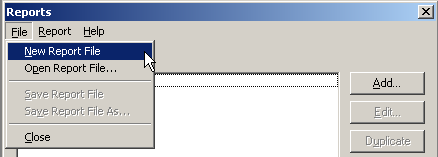 Reports
File Report Help
New Report File
Open Report File...
Add...
Save Report File
Save Report File As...
Edit...
Close
Duplicate